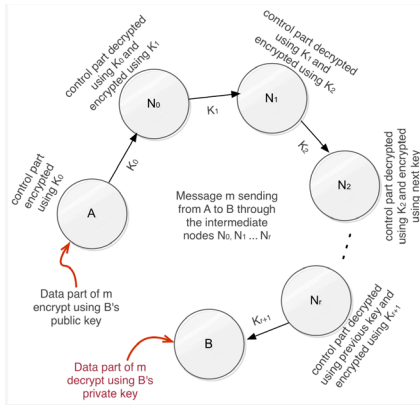 control part decrypted
using K0 and
encrypted using K1
N0
K1
N1
control part decrypted
using K1 and
encrypted using K2
control part
encrypted
using K0
K0
A
K2
N2
control part decrypted
using K2 and encrypted
using next key
Message m sending
from A to B through
the intermediate
nodes N0, N1 ... Nr
Data part of m
encrypt using B's
public key
B
Kr+1
Nr
control part decrypted
using previous key and
encrypted using Kr+1
Data part of m
decrypt using B's
private key